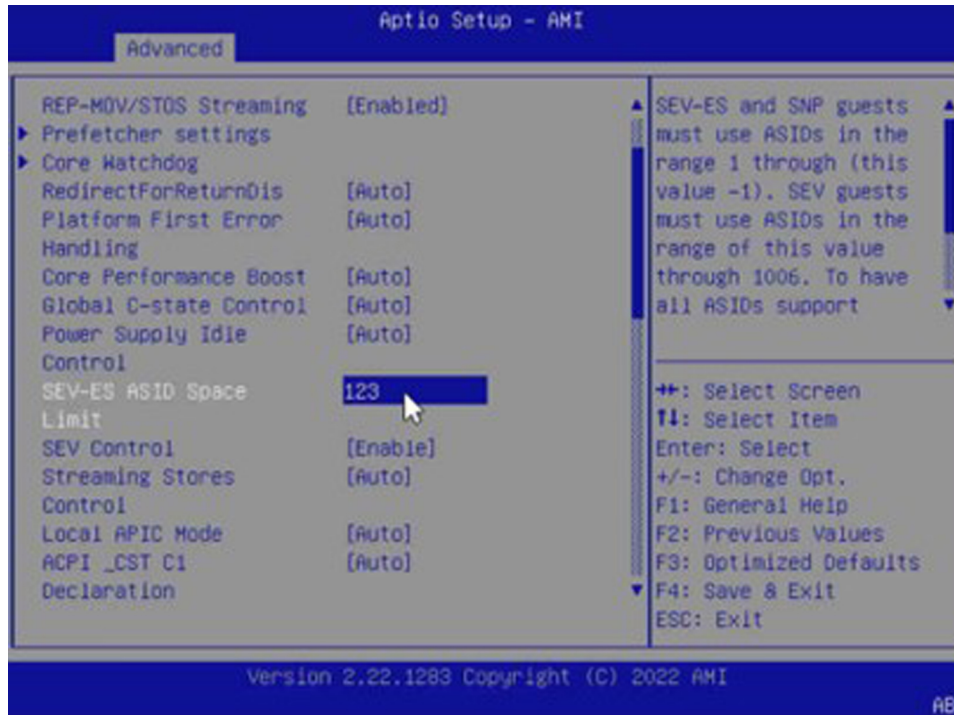 Aptio Setup – AMI
Advanced
REP-MOV/STOS Streaming [Enabled]
Prefetcher settings
Core Watchdog
RedirectForReturnDis [Auto]
Platform First Error [Auto]
Handling
Core Performance Boost [Auto]
Global C-state Control [Auto]
Power Supply Idle [Auto]
Control
SEV-ES ASID Space 123
Limit
SEV Control [Enable]
Streaming Stores [Auto]
Control
Local APIC Mode [Auto]
ACPI _CST C1 [Auto]
Declaration
SEV-ES and SNP guests
must use ASIDs in the
range 1 through (this
value -1). SEV guests
must use ASIDs in the
range of this value
through 1006. To have
all ASIDs support
: Select Screen
↑↓: Select Item
Enter: Select
+/-: Change Opt.
F1: General Help
F2: Previous Values
F3: Optimized Defaults
F4: Save & Exit
ESC: Exit
Version 2.22.1283 Copyright (C) 2022 AMI
AB